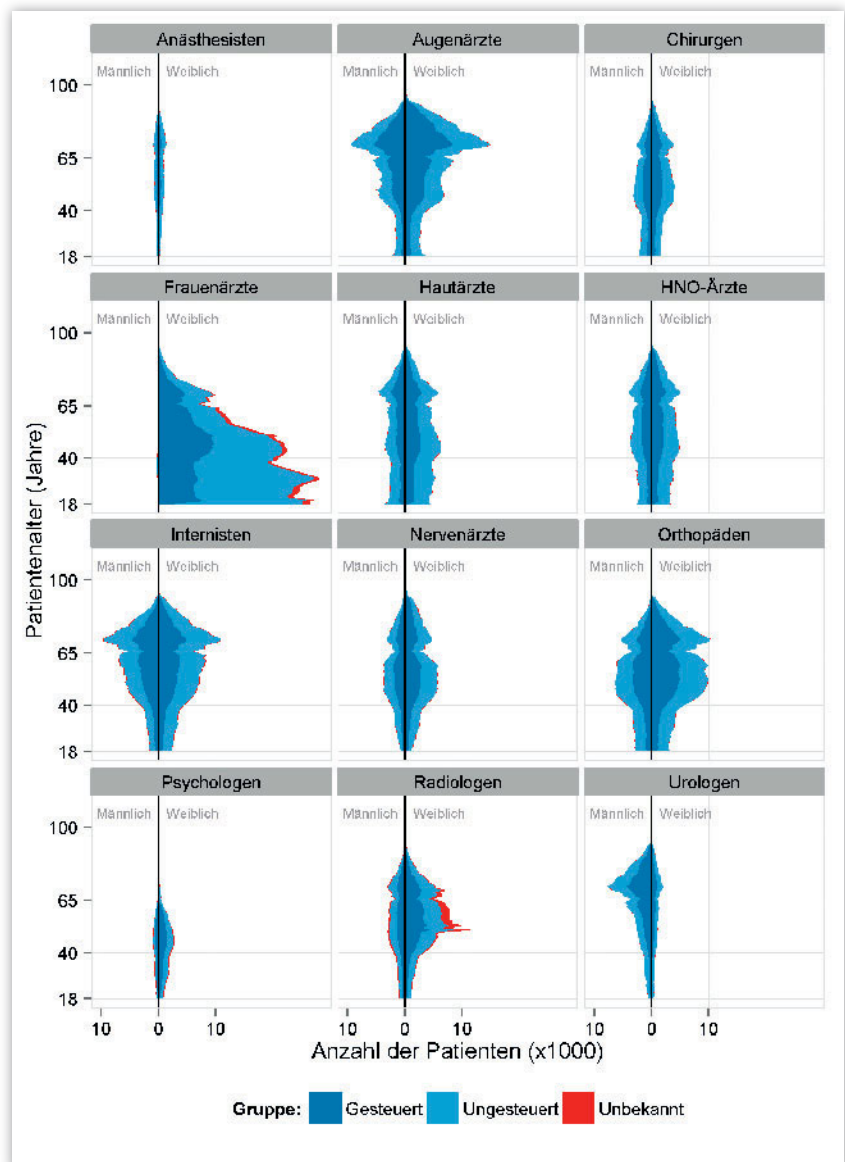 Anästhesisten Augenärzte Chirurgen
Männlich Weiblich Männlich Weiblich Männlich Weiblich
100
65
40
18
Frauenärzte Hautärzte HNO-Ärzte
Männlich Weiblich Männlich Weiblich Männlich Weiblich
100
65
40
18
Patientenalter (Jahre)
Internisten Nervenärzte Orthopäden
Männlich Weiblich Männlich Weiblich Männlich Weiblich
100
65
40
18
Psychologen Radiologen Urologen
Männlich Weiblich Männlich Weiblich Männlich Weiblich
100
65
40
18
10 0 10 10 0 10 10 0 10
Anzahl der Patienten (x1000)
Gruppe: Gesteuert Ungesteuert Unbekannt